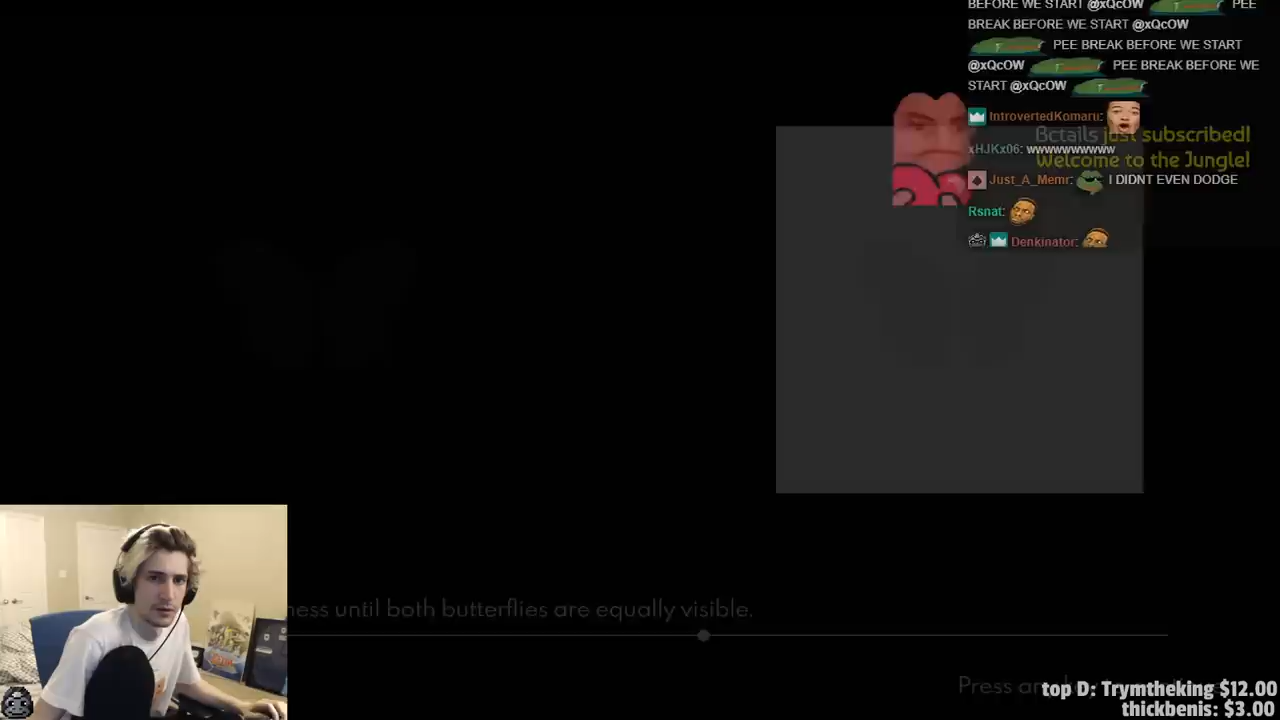 BEFORE WE START @xQcOW PEE
BREAK BEFORE WE START @xQcOW
PEE BREAK BEFORE WE START
@xQcOW PEE BREAK BEFORE WE
START @xQcOW
IntrovertedKomaru:
Bctails just subscribed!
xHJKx06: wwwwwwwwww
Welcome to the Jungle!
Just_A_Memr: I DIDNT EVEN DODGE
Rsnat:
Denkinator:
ness until both butterflies are equally visible.
Press an
top D: Trymtheking $12.00
thickbenis: $3.00